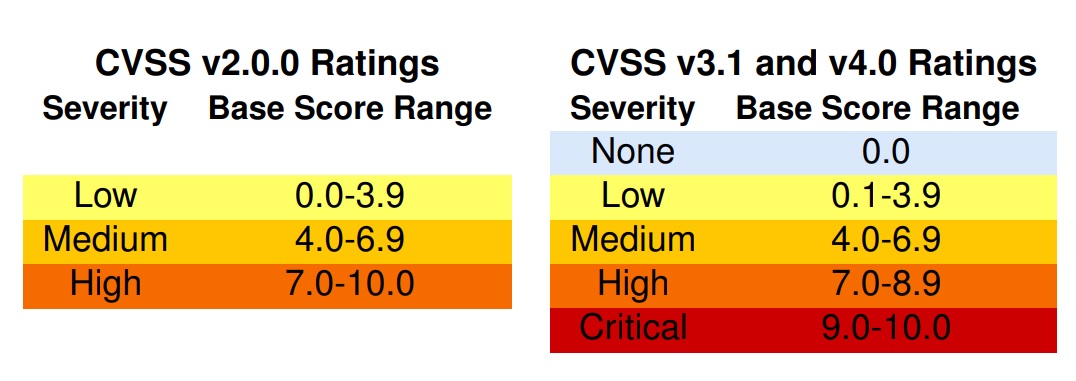 CVSS v2.0.0 Ratings
Severity Base Score Range
Low 0.0-3.9
Medium 4.0-6.9
High 7.0-10.0
CVSS v3.1 and v4.0 Ratings
Severity Base Score Range
None 0.0
Low 0.1-3.9
Medium 4.0-6.9
High 7.0-8.9
Critical 9.0-10.0